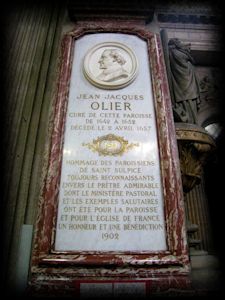 JEAN-JACQUES
OLIER
CURÉ DE CETTE PAROISSE
DE 1642 A 1652
DÉCÉDÉ LE 2 AVRIL 1657
HOMMAGE DES PAROISSIENS
DE SAINT SULPICE
TOUJOURS RECONNAISSANTS
ENVERS LE PRÊTRE ADMIRABLE
DONT LE MINISTÈRE PASTORAL
ET LES EXEMPLES SALUTAIRES
ONT ÉTÉ POUR LA PAROISSE
ET POUR L'ÉGLISE DE FRANCE
UN HONNEUR ET UNE BÉNÉDICTION
1902